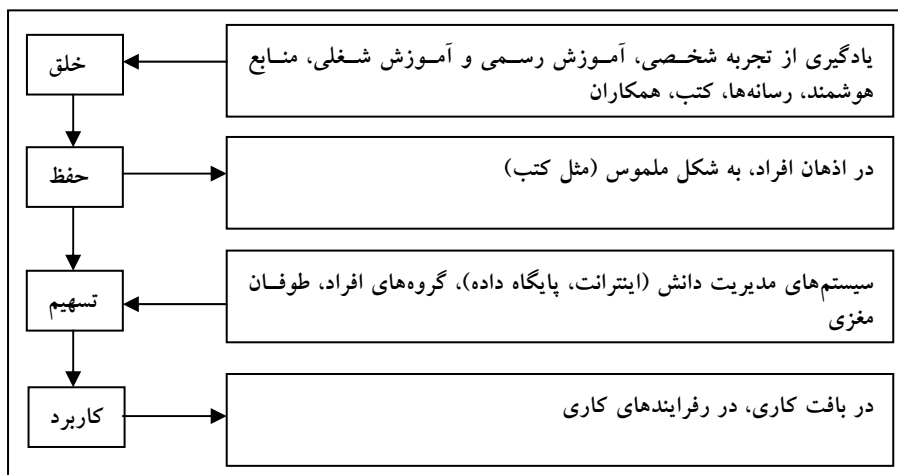 خلق
یادگیری از تجربه شخصی، آموزش رسمی و آموزش شغلی، منابع
هوشمند، رسانه‌ها، کتب، همکاران
حفظ
در اذهان افراد، به شکل ملموس (مثل کتب)
تسهیم
سیستم‌های مدیریت دانش (اینترانت، پایگاه داده)، گروه‌های افراد، طوفان
مغزی
کاربرد
در بافت کاری، در رفرایندهای کاری